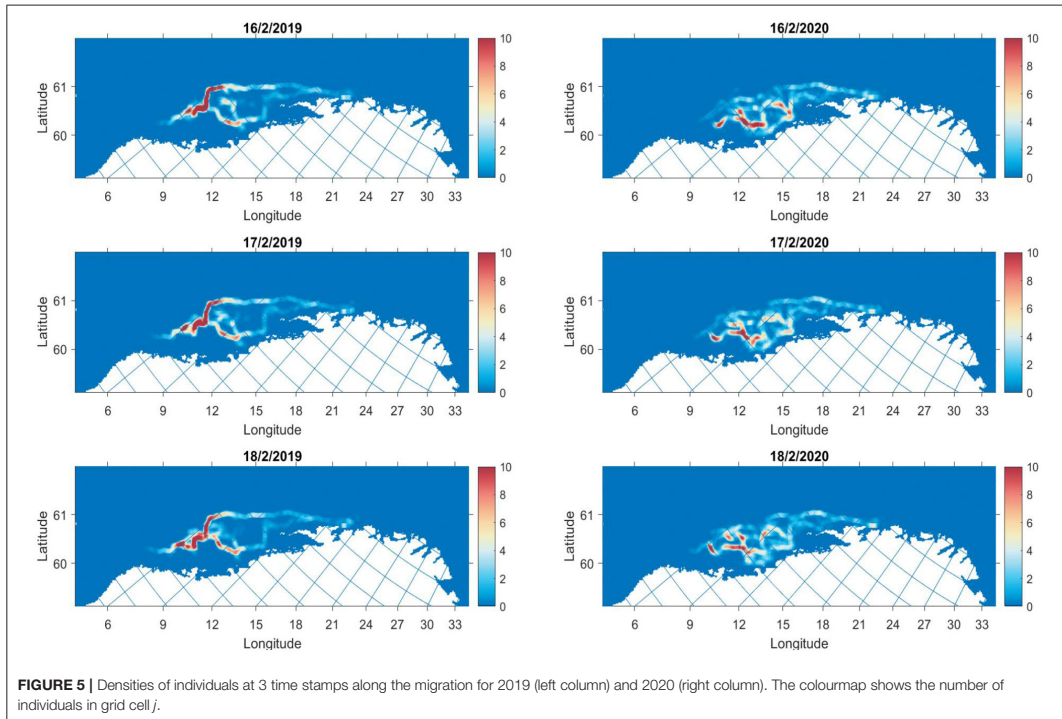 16/2/2019
Latitude
61
60
6 9 12 15 18 21 24 27 30 33
Longitude
10
8
6
4
2
0
16/2/2020
Latitude
61
60
6 9 12 15 18 21 24 27 30 33
Longitude
10
8
6
4
2
0
17/2/2019
Latitude
61
60
6 9 12 15 18 21 24 27 30 33
Longitude
10
8
6
4
2
0
17/2/2020
Latitude
61
60
6 9 12 15 18 21 24 27 30 33
Longitude
10
8
6
4
2
0
18/2/2019
Latitude
61
60
6 9 12 15 18 21 24 27 30 33
Longitude
10
8
6
4
2
0
18/2/2020
Latitude
61
60
6 9 12 15 18 21 24 27 30 33
Longitude
10
8
6
4
2
0
FIGURE 5 | Densities of individuals at 3 time stamps along the migration for 2019 (left column) and 2020 (right column). The colourmap shows the number of
individuals in grid cell j.